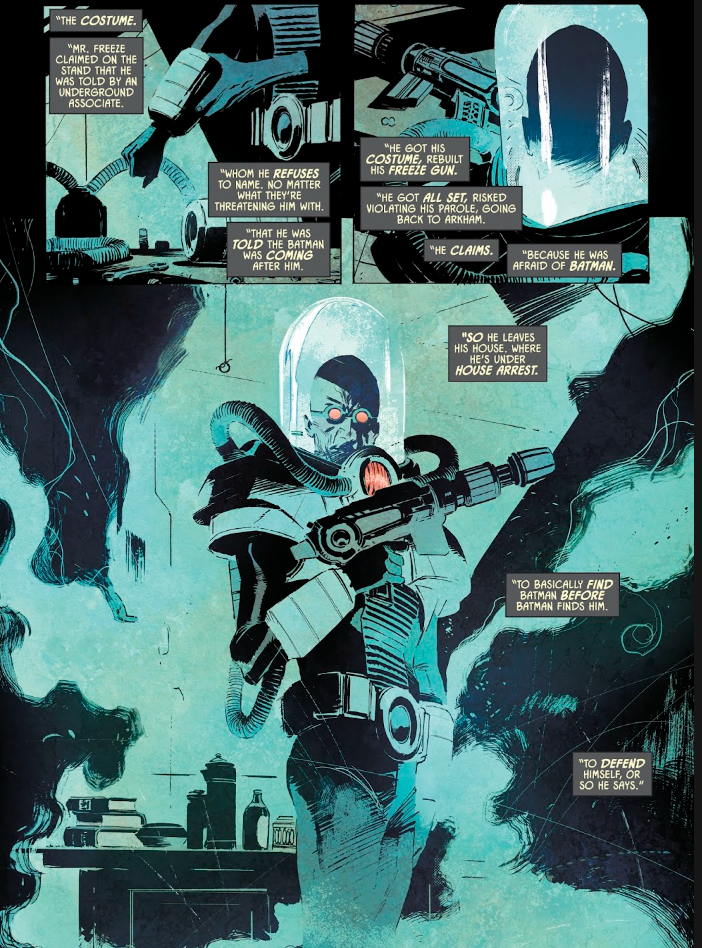 "THE COSTUME.
"MR. FREEZE
CLAIMED ON THE
STAND THAT HE
WAS TOLD BY AN
UNDERGROUND
ASSOCIATE.
"WHOM HE REFUSES
TO NAME. NO MATTER
WHAT THEY'RE
THREATENING HIM WITH.
"THAT HE WAS
TOLD THE BATMAN
WAS COMING
AFTER HIM.
"HE GOT HIS
COSTUME, REBUILT
HIS FREEZE GUN.
"HE GOT ALL SET, RISKED
VIOLATING HIS PAROLE, GOING
BACK TO ARKHAM.
"HE CLAIMS.
"BECAUSE HE WAS
AFRAID OF BATMAN.
"SO HE LEAVES
HIS HOUSE. WHERE
HE'S UNDER
HOUSE ARREST.
"TO BASICALLY FIND
BATMAN BEFORE
BATMAN FINDS HIM.
"TO DEFEND
HIMSELF, OR
SO HE SAYS."